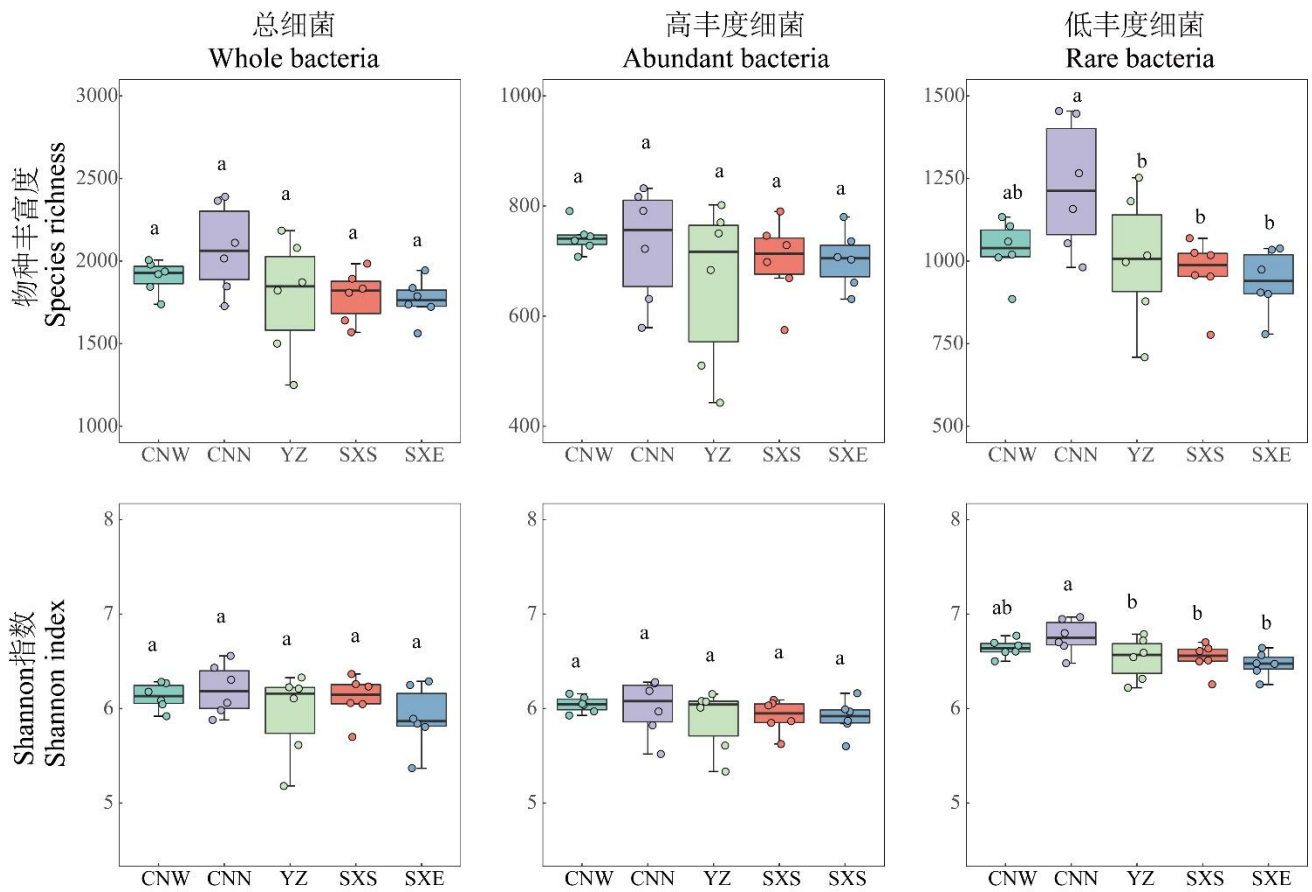 总细菌
Whole bacteria
高丰度细菌
Abundant bacteria
低丰度细菌
Rare bacteria
物种丰富度
Species richness
3000
2500
2000
1500
1000
a
a
a
a
a
CNW CNN YZ SXS SXE
1000
800
600
400
a
a
a
a
a
CNW CNN YZ SXS SXE
1500
1250
1000
750
500
ab
a
b
b
b
CNW CNN YZ SXS SXE
Shannon指数
Shannon index
8
7
6
5
a
a
a
a
a
CNW CNN YZ SXS SXE
8
7
6
5
a
a
a
a
a
CNW CNN YZ SXS SXS
8
7
6
5
ab
a
b
b
b
CNW CNN YZ SXS SXE